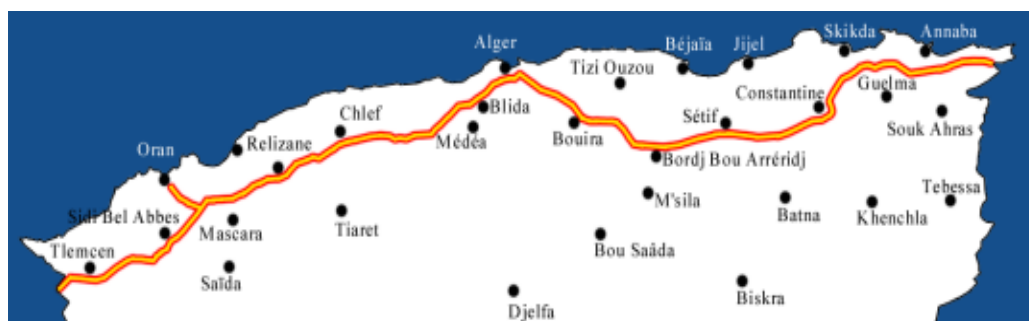 Skikda
Annaba
Alger
Béjaïa
Jijel
Tizi Ouzou
Constantine
Guelma
Chlef
Blida
Sétif
Souk Ahras
Oran
Relizane
Médéa
Bouira
Bordj Bou Arréridj
M'sila
Tebessa
Sidi Bel Abbes
Mascara
Tiaret
Batna
Khenchla
Tlemcen
Bou Saâda
Saïda
Biskra
Djelfa